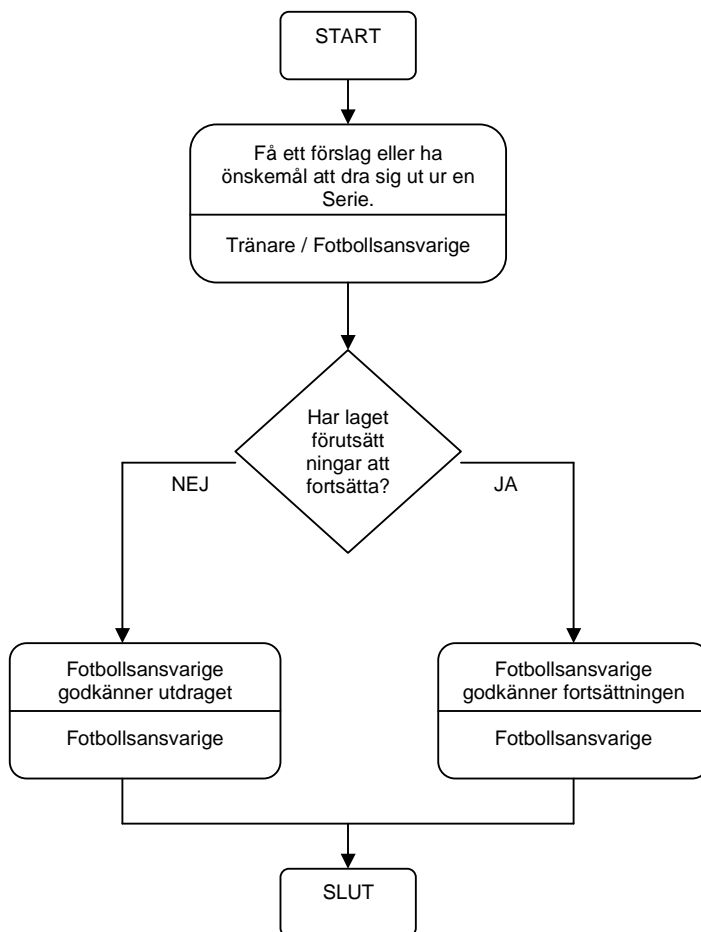 START
Få ett förslag eller ha
önskemål att dra sig ut ur en
Serie.
Tränare / Fotbollsansvarige
Har laget
förutsätt
ningar att
fortsätta?
NEJ
JA
Fotbollsansvarige
godkänner utdraget
Fotbollsansvarige
Fotbollsansvarige
godkänner fortsättningen
Fotbollsansvarige
SLUT